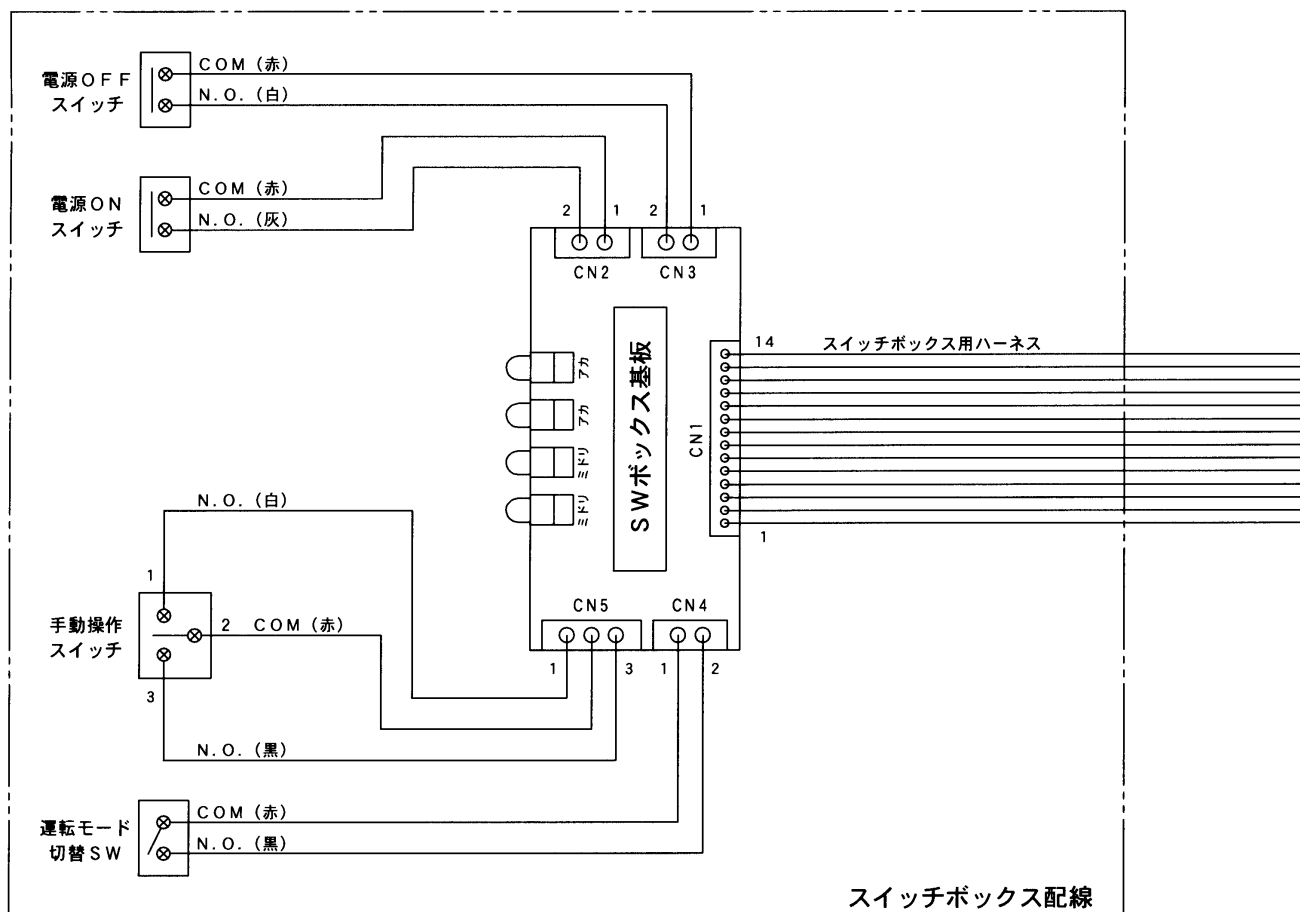 電源OFF
スイッチ
COM (赤)
N.O. (白)
電源ON
スイッチ
COM (赤)
N.O. (灰)
2 1 2 1
CN2 CN3
アカ
アカ
ミドリ
ミドリ
SWボックス基板
14 スイッチボックス用ハーネス
CN1
1
N.O. (白)
1
手動操作
スイッチ
2 COM (赤)
3
N.O. (黒)
CN5 CN4
1 3 1 2
運転モード
切替SW
COM (赤)
N.O. (黒)
スイッチボックス配線